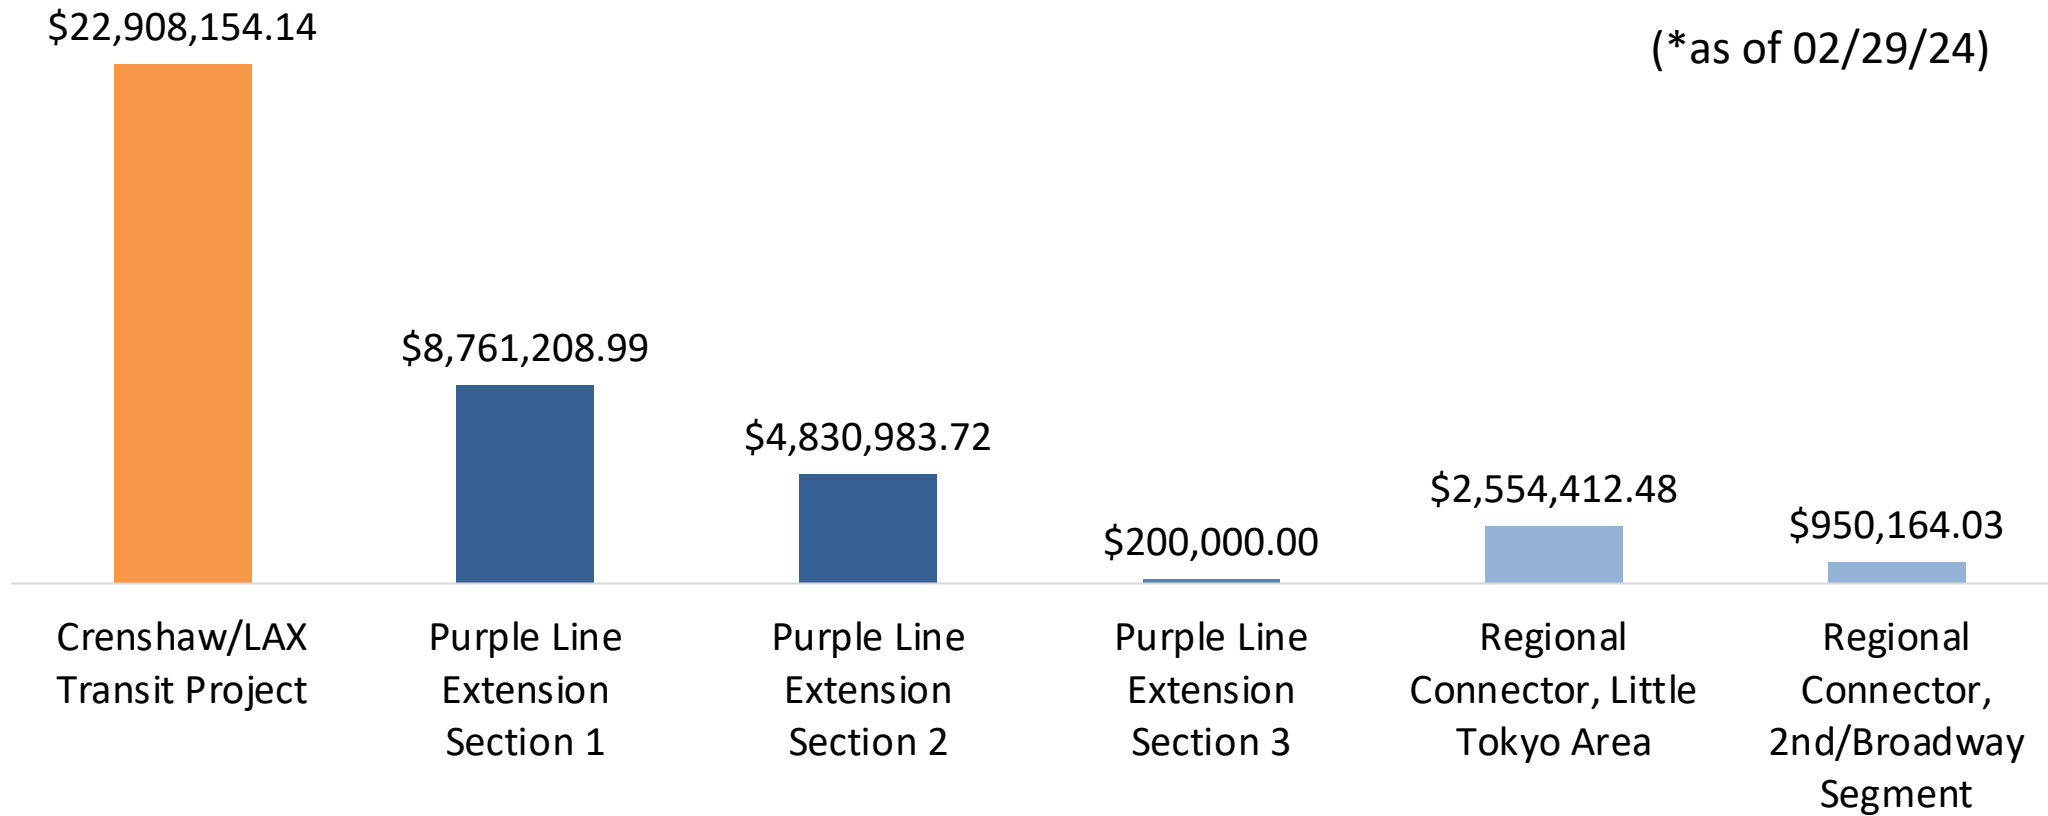 $22,908,154.14
(*as of 02/29/24)
$8,761,208.99
$4,830,983.72
$2,554,412.48
$950,164.03
$200,000.00
Crenshaw/LAX
Transit Project
Purple Line
Extension
Section 1
Purple Line
Extension
Section 2
Purple Line
Extension
Section 3
Regional
Connector, Little
Tokyo Area
Regional
Connector,
2nd/Broadway
Segment